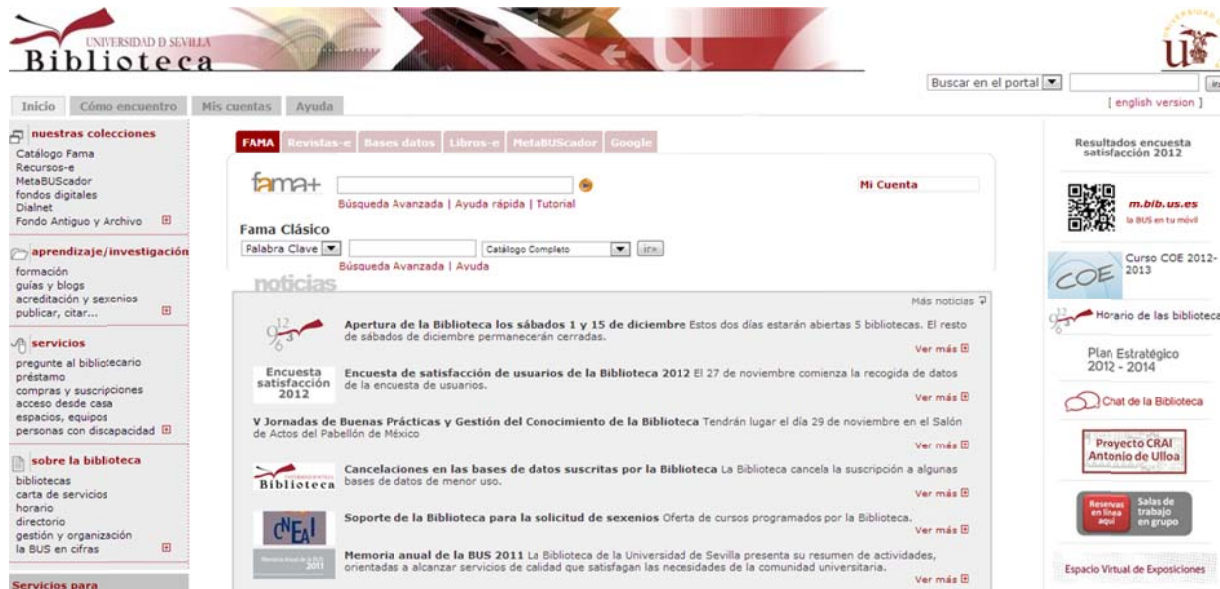 UNIVERSIDAD D SEVILLA
Biblioteca
Buscar en el portal
[ english version ]
Inicio
Cómo encuentro
Mis cuentas
Ayuda
nuestras colecciones
Catálogo Fama
Recursos-e
MetaBUScador
fondos digitales
Dialnet
Fondo Antiguo y Archivo
aprendizaje/investigación
formación
guías y blogs
acreditación y sexenios
publicar, citar...
servicios
pregunte al bibliotecario
préstamo
compras y suscripciones
acceso desde casa
espacios, equipos
personas con discapacidad
sobre la biblioteca
bibliotecas
carta de servicios
horario
directorio
gestión y organización
la BUS en cifras
Servicios para
FAMA
Revistas-e
Bases datos
Libros-e
MetaBUScador
Google
fama+
Mi Cuenta
Búsqueda Avanzada | Ayuda rápida | Tutorial
Fama Clásico
Palabra Clave
Catálogo Completo
ir»
Búsqueda Avanzada | Ayuda
noticias
Más noticias
Apertura de la Biblioteca los sábados 1 y 15 de diciembre Estos dos días estarán abiertas 5 bibliotecas. El resto
de sábados de diciembre permanecerán cerradas.
Ver más
Encuesta
satisfacción
2012
Encuesta de satisfacción de usuarios de la Biblioteca 2012 El 27 de noviembre comienza la recogida de datos
de la encuesta de usuarios.
Ver más
V Jornadas de Buenas Prácticas y Gestión del Conocimiento de la Biblioteca Tendrán lugar el día 29 de noviembre en el Salón
de Actos del Pabellón de México
Ver más
Biblioteca
Cancelaciones en las bases de datos suscritas por la Biblioteca La Biblioteca cancela la suscripción a algunas
bases de datos de menor uso.
Ver más
CNEAI
Soporte de la Biblioteca para la solicitud de sexenios Oferta de cursos programados por la Biblioteca.
Ver más
2011
Memoria anual de la BUS 2011 La Biblioteca de la Universidad de Sevilla presenta su resumen de actividades,
orientadas a alcanzar servicios de calidad que satisfagan las necesidades de la comunidad universitaria.
Ver más
Resultados encuesta
satisfacción 2012
m.bib.us.es
la BUS en tu móvil
COE
Curso COE 2012-
2013
12
9
3
6
Horario de las biblioteca
Plan Estratégico
2012 - 2014
Chat de la Biblioteca
Proyecto CRAI
Antonio de Ulloa
Reservas
en línea
aquí
Salas de
trabajo
en grupo
Espacio Virtual de Exposiciones